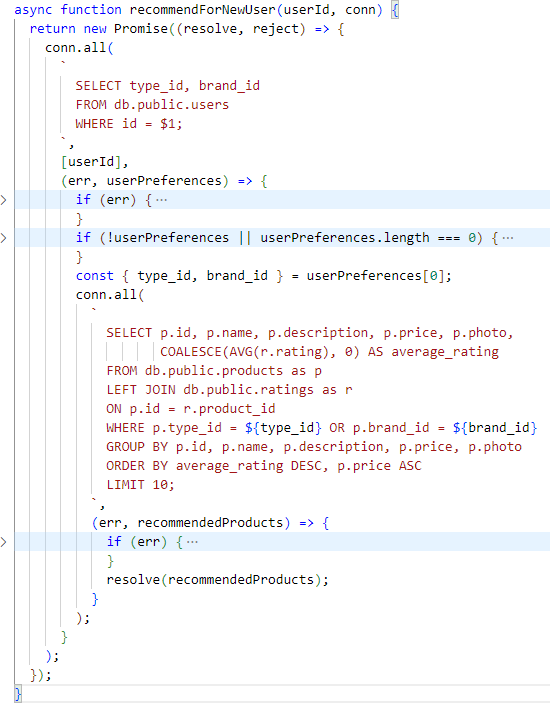 async function recommendForNewUser(userId, conn) {
  return new Promise((resolve, reject) => {
    conn.all(
      `
        SELECT type_id, brand_id
        FROM db.public.users
        WHERE id = $1;
      `,
      [userId],
      (err, userPreferences) => {
        if (err) {···
        }
        if (!userPreferences || userPreferences.length === 0) {···
        }
        const { type_id, brand_id } = userPreferences[0];
        conn.all(
          `
            SELECT p.id, p.name, p.description, p.price, p.photo,
                   COALESCE(AVG(r.rating), 0) AS average_rating
            FROM db.public.products as p
            LEFT JOIN db.public.ratings as r
            ON p.id = r.product_id
            WHERE p.type_id = ${type_id} OR p.brand_id = ${brand_id}
            GROUP BY p.id, p.name, p.description, p.price, p.photo
            ORDER BY average_rating DESC, p.price ASC
            LIMIT 10;
          `,
          (err, recommendedProducts) => {
            if (err) {···
            }
            resolve(recommendedProducts);
          }
        );
      }
    );
  });
}